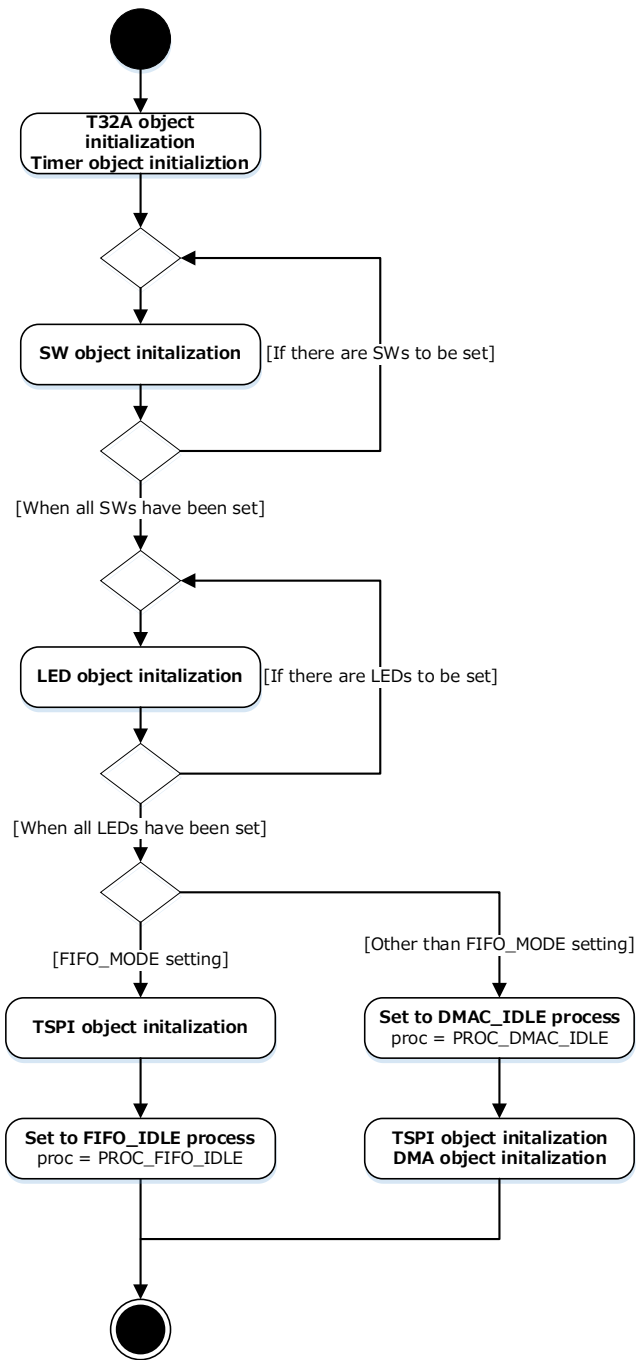 T32A object
initialization
Timer object initializtion
SW object initalization
[If there are SWs to be set]
[When all SWs have been set]
LED object initalization
[If there are LEDs to be set]
[When all LEDs have been set]
[FIFO_MODE setting]
[Other than FIFO_MODE setting]
TSPI object initalization
Set to DMAC_IDLE process
proc = PROC_DMAC_IDLE
Set to FIFO_IDLE process
proc = PROC_FIFO_IDLE
TSPI object initalization
DMA object initalization